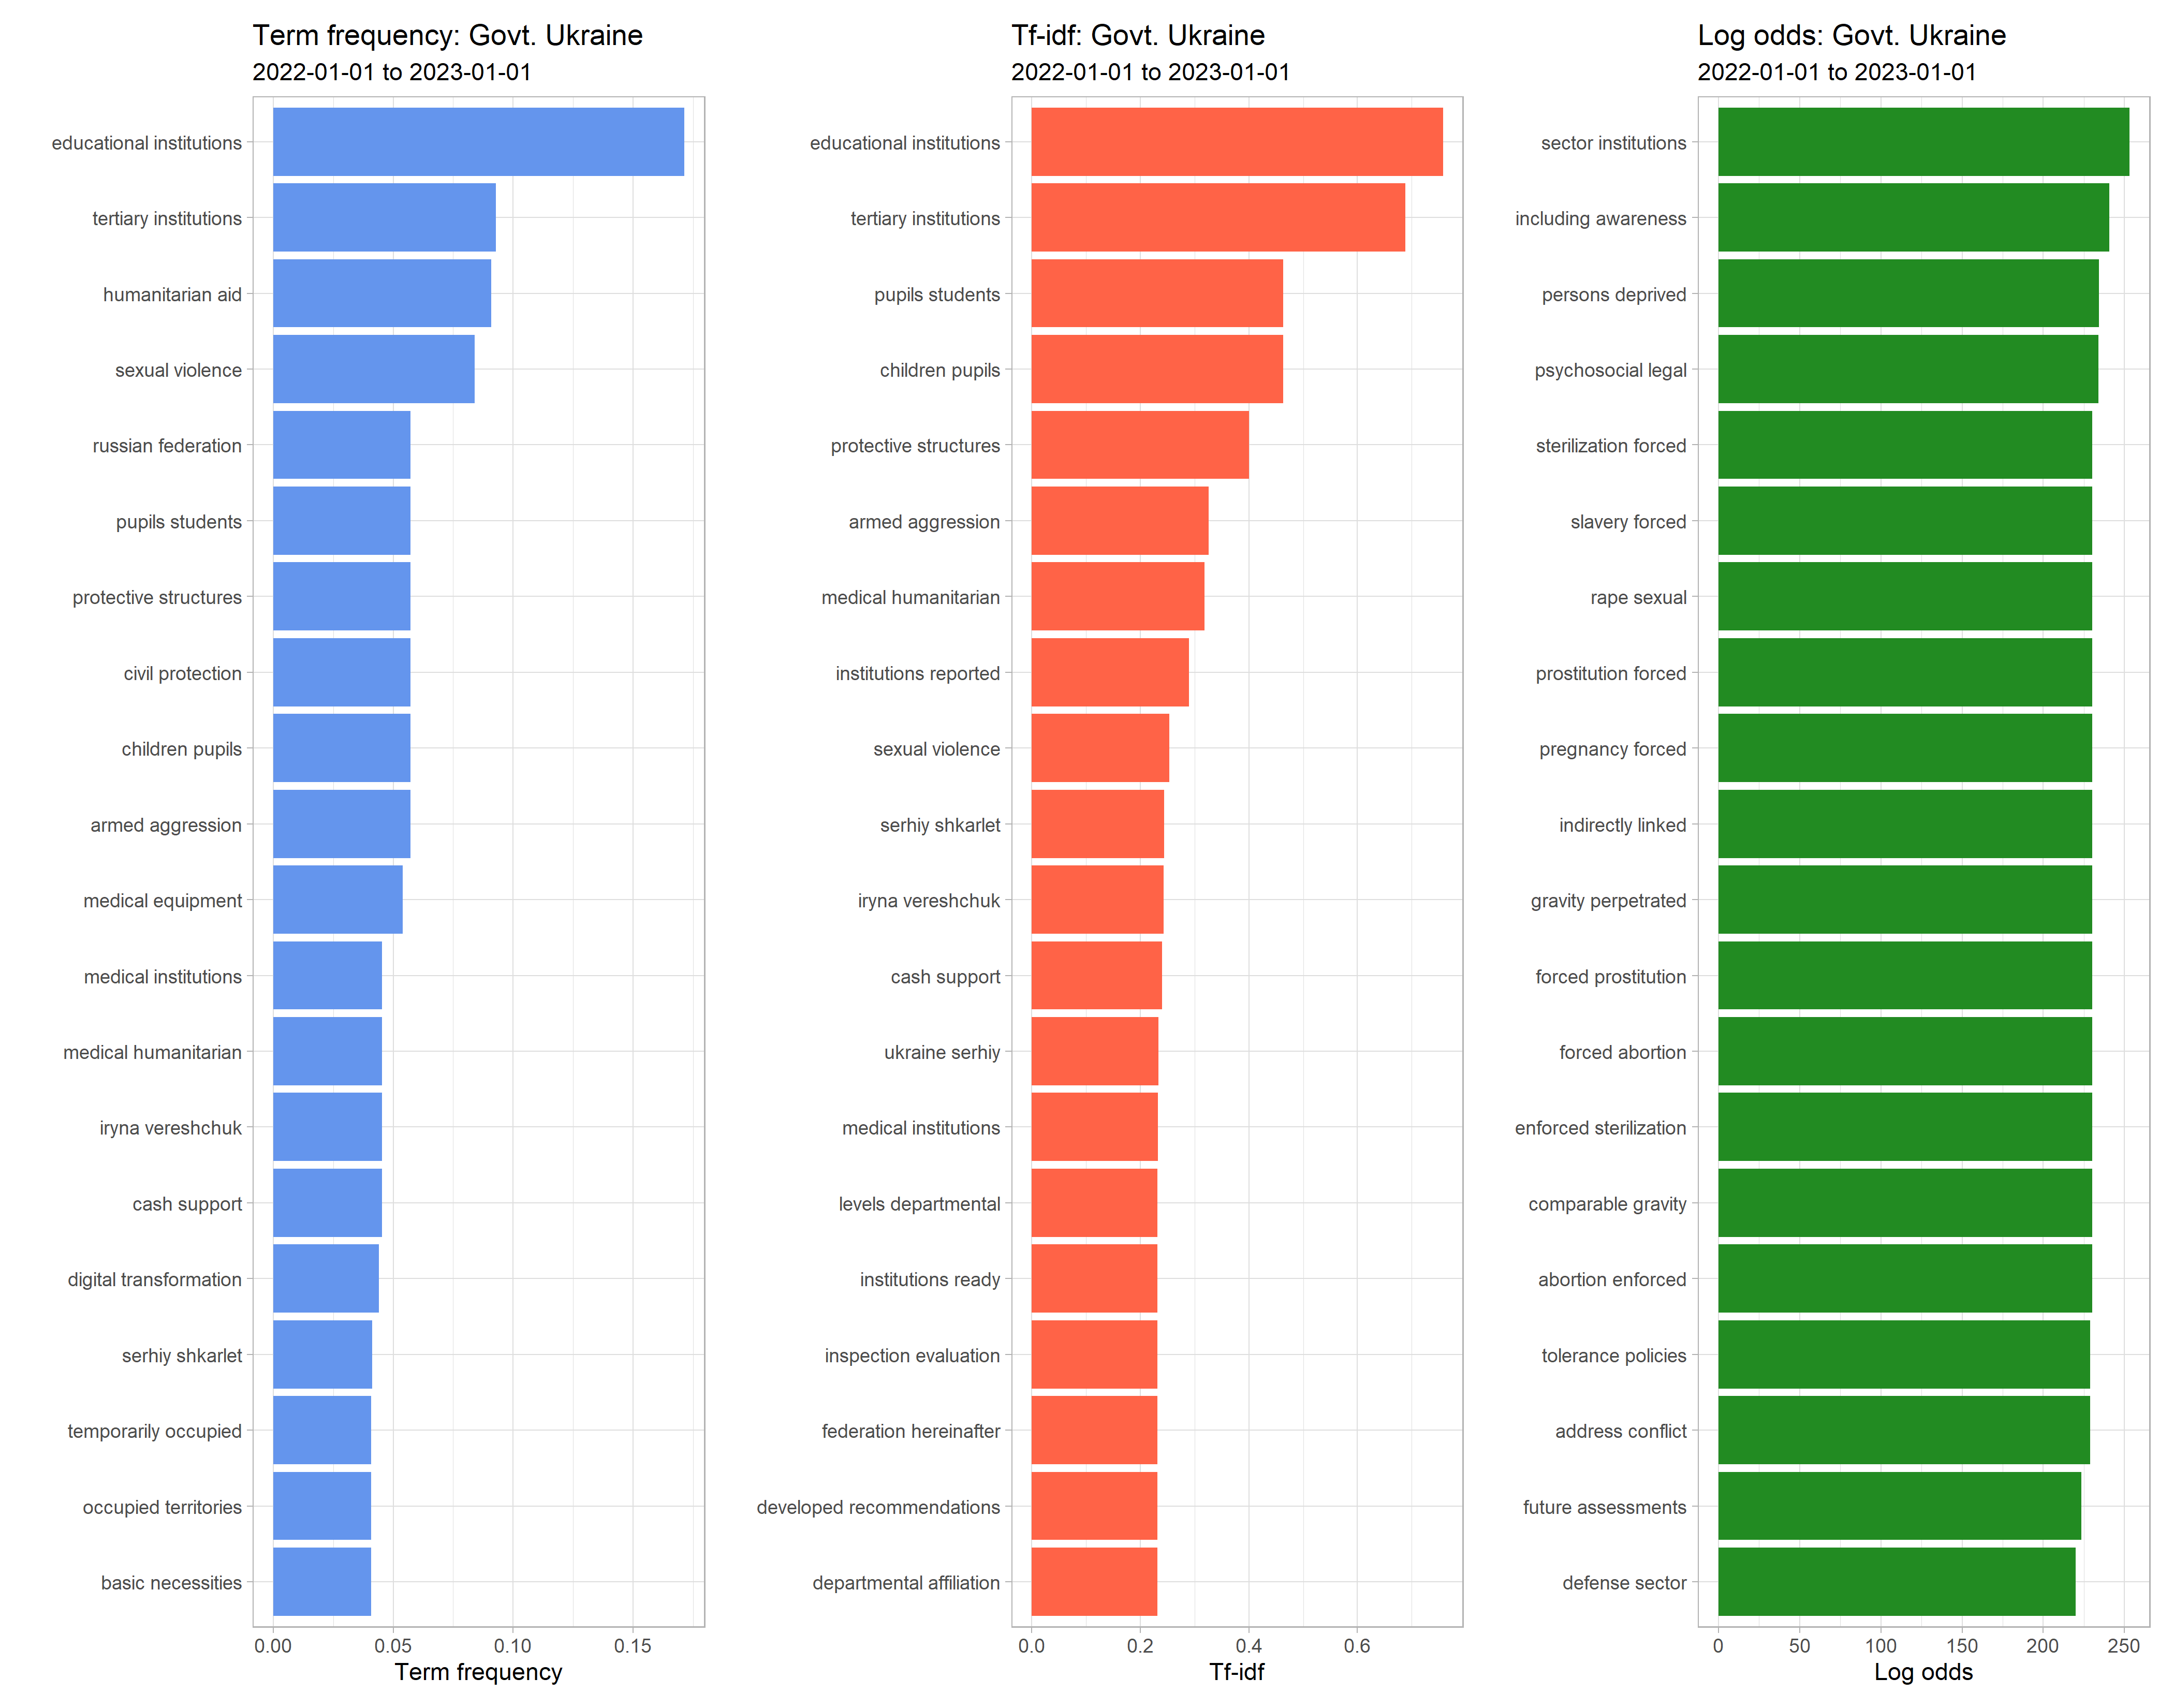 Term frequency: Govt. Ukraine
2022-01-01 to 2023-01-01
educational institutions
tertiary institutions
humanitarian aid
sexual violence
russian federation
pupils students
protective structures
civil protection
children pupils
armed aggression
medical equipment
medical institutions
medical humanitarian
iryna vereshchuk
cash support
digital transformation
serhiy shkarlet
temporarily occupied
occupied territories
basic necessities
0.00 0.05 0.10 0.15
Term frequency
Tf-idf: Govt. Ukraine
2022-01-01 to 2023-01-01
educational institutions
tertiary institutions
pupils students
children pupils
protective structures
armed aggression
medical humanitarian
institutions reported
sexual violence
serhiy shkarlet
iryna vereshchuk
cash support
ukraine serhiy
medical institutions
levels departmental
institutions ready
inspection evaluation
federation hereinafter
developed recommendations
departmental affiliation
0.0 0.2 0.4 0.6
Tf-idf
Log odds: Govt. Ukraine
2022-01-01 to 2023-01-01
sector institutions
including awareness
persons deprived
psychosocial legal
sterilization forced
slavery forced
rape sexual
prostitution forced
pregnancy forced
indirectly linked
gravity perpetrated
forced prostitution
forced abortion
enforced sterilization
comparable gravity
abortion enforced
tolerance policies
address conflict
future assessments
defense sector
0 50 100 150 200 250
Log odds